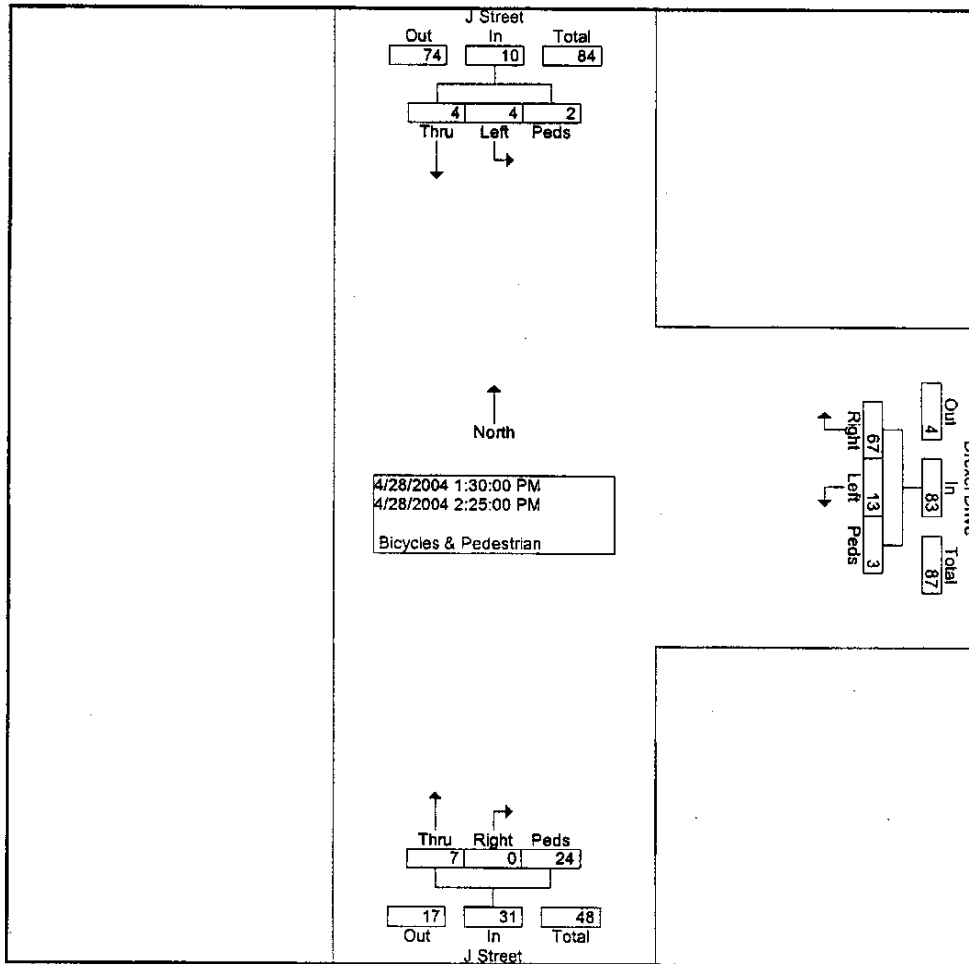 J Street
Out In Total
74 10 84
4 4 2
Thru Left Peds
North
4/28/2004 1:30:00 PM
4/28/2004 2:25:00 PM
Bicycles & Pedestrian
Out In Total
4 83 87
67 13 3
Right Left Peds
Thru Right Peds
7 0 24
17 31 48
Out In Total
J Street